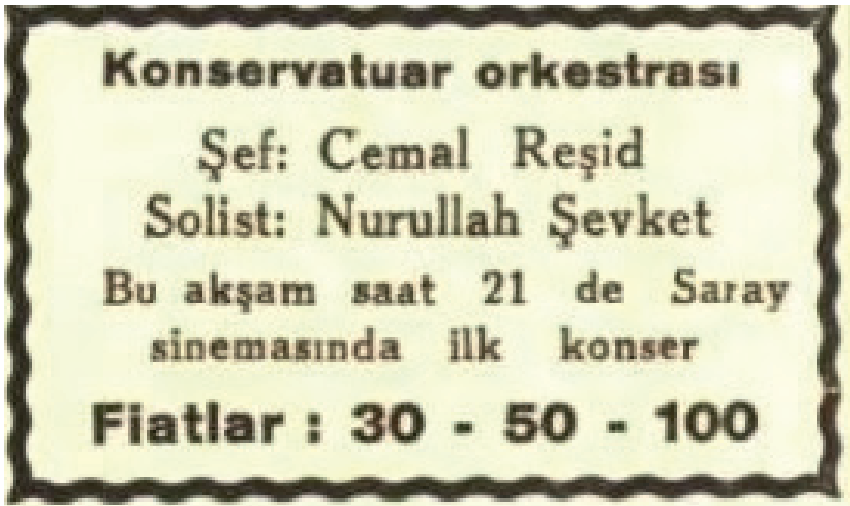 Konservatuar orkestrası
Şef: Cemal Reşid
Solist: Nurullah Şevket
Bu akşam saat 21 de Saray
sinemasında ilk konser
Fiatlar : 30 - 50 - 100